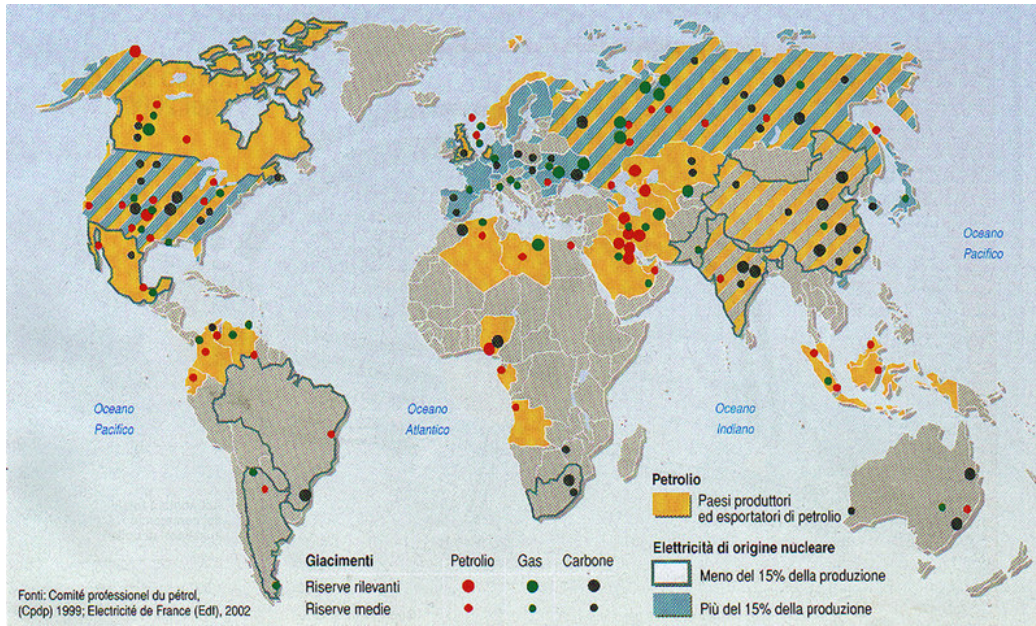 Oceano
Pacifico
Oceano
Pacifico
Oceano
Atlantico
Oceano
Indiano
Petrolio
Paesi produttori
ed esportatori di petrolio
Elettricità di origine nucleare
Meno del 15% della produzione
Più del 15% della produzione
Giacimenti Petrolio Gas Carbone
Riserve rilevanti
Riserve medie
Fonti: Comité professionel du pétrol,
(Cpdp) 1999; Electricité de France (Edf), 2002